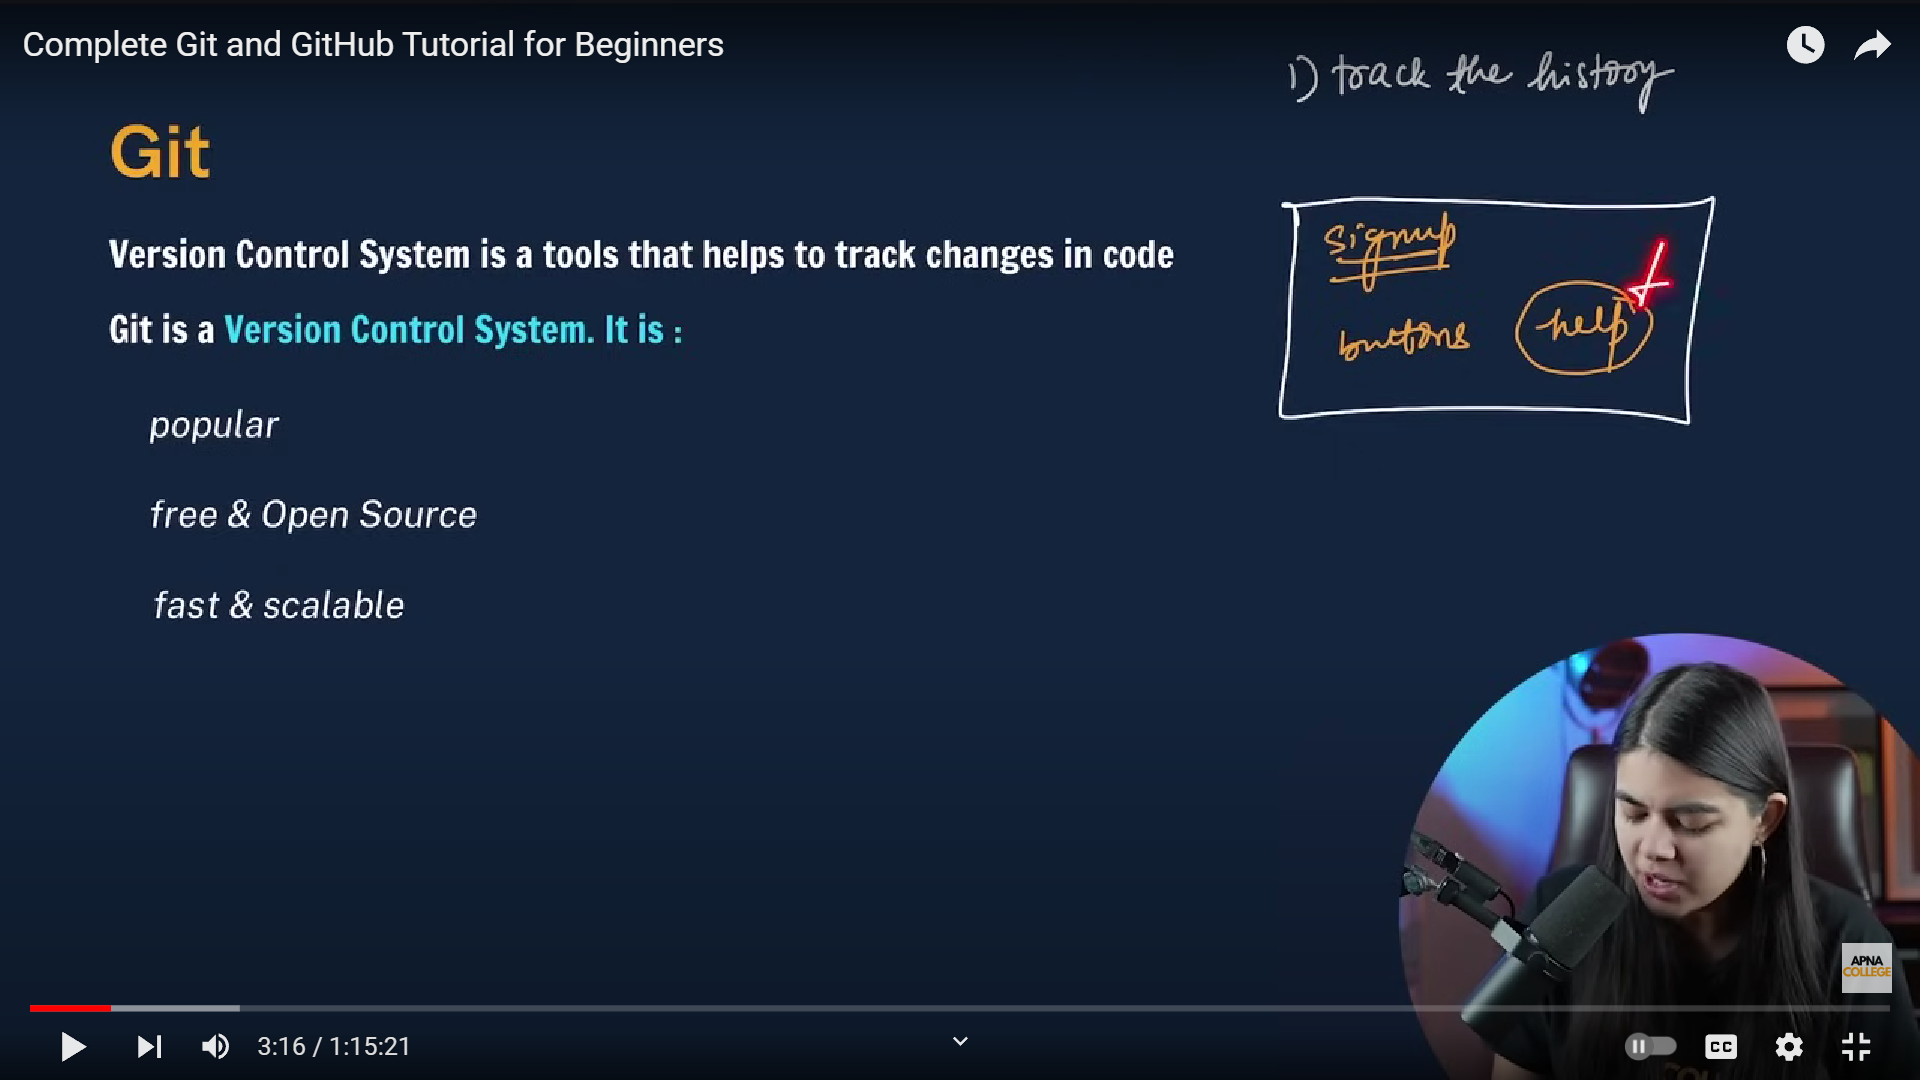 Complete Git and GitHub Tutorial for Beginners
1) track the history
Git
Version Control System is a tools that helps to track changes in code
Git is a Version Control System. It is :
popular
free & Open Source
fast & scalable
signup
buttons
help
APNA
COLLEGE
3:16 / 1:15:21
CC